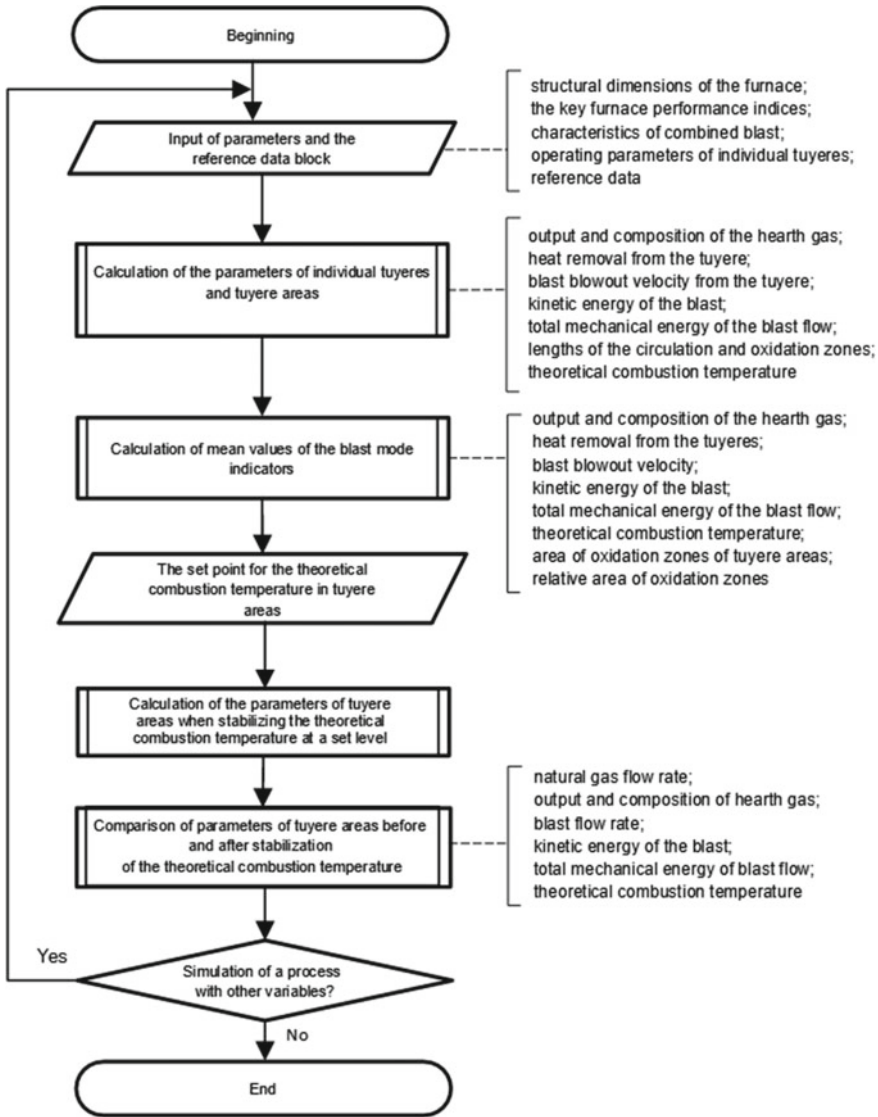 Beginning
Input of parameters and the
reference data block
structural dimensions of the furnace;
the key furnace performance indices;
characteristics of combined blast;
operating parameters of individual tuyeres;
reference data
Calculation of the parameters of individual tuyeres
and tuyere areas
output and composition of the hearth gas;
heat removal from the tuyere;
blast blowout velocity from the tuyere;
kinetic energy of the blast;
total mechanical energy of the blast flow;
lengths of the circulation and oxidation zones;
theoretical combustion temperature
Calculation of mean values of the blast mode
indicators
output and composition of the hearth gas;
heat removal from the tuyeres;
blast blowout velocity;
kinetic energy of the blast;
total mechanical energy of the blast flow;
theoretical combustion temperature;
area of oxidation zones of tuyere areas;
relative area of oxidation zones
The set point for the theoretical
combustion temperature in tuyere
areas
Calculation of the parameters of tuyere
areas when stabilizing the theoretical
combustion temperature at a set level
Comparison of parameters of tuyere areas before
and after stabilization
of the theoretical combustion temperature
natural gas flow rate;
output and composition of hearth gas;
blast flow rate;
kinetic energy of the blast;
total mechanical energy of blast flow;
theoretical combustion temperature
Yes
Simulation of a process
with other variables?
No
End